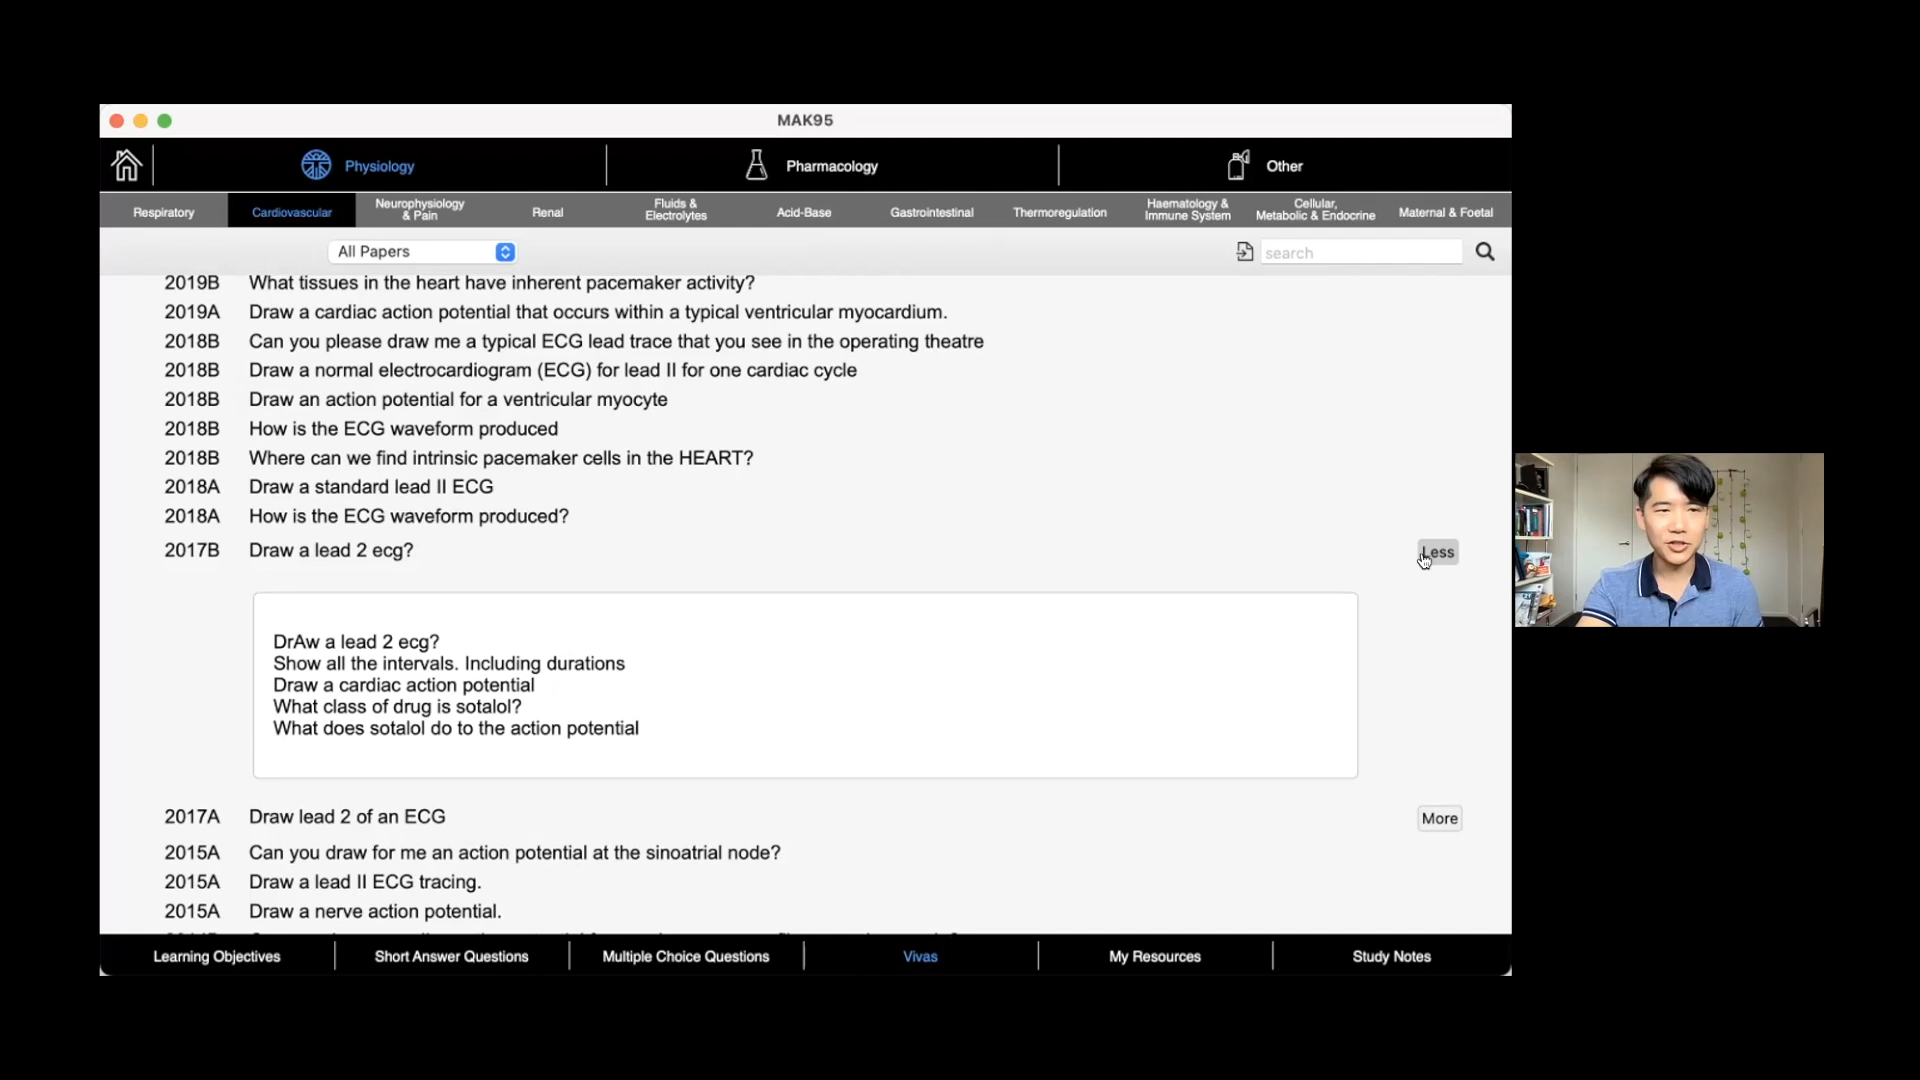 MAK95
Physiology
Pharmacology
Other
Respiratory
Cardiovascular
Neurophysiology
& Pain
Renal
Fluids &
Electrolytes
Acid-Base
Gastrointestinal
Thermoregulation
Haematology &
Immune System
Cellular,
Metabolic & Endocrine
Maternal & Foetal
All Papers
search
2019B What tissues in the heart have inherent pacemaker activity?
2019A Draw a cardiac action potential that occurs within a typical ventricular myocardium.
2018B Can you please draw me a typical ECG lead trace that you see in the operating theatre
2018B Draw a normal electrocardiogram (ECG) for lead II for one cardiac cycle
2018B Draw an action potential for a ventricular myocyte
2018B How is the ECG waveform produced
2018B Where can we find intrinsic pacemaker cells in the HEART?
2018A Draw a standard lead II ECG
2018A How is the ECG waveform produced?
2017B Draw a lead 2 ecg?
Less
DrAw a lead 2 ecg?
Show all the intervals. Including durations
Draw a cardiac action potential
What class of drug is sotalol?
What does sotalol do to the action potential
2017A Draw lead 2 of an ECG
More
2015A Can you draw for me an action potential at the sinoatrial node?
2015A Draw a lead II ECG tracing.
2015A Draw a nerve action potential.
Learning Objectives
Short Answer Questions
Multiple Choice Questions
Vivas
My Resources
Study Notes